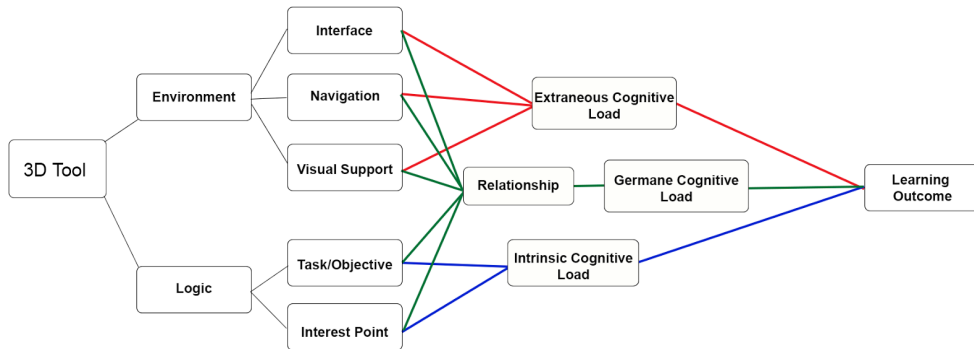 Interface
Environment
Navigation
Extraneous Cognitive
Load
3D Tool
Visual Support
Relationship
Germane Cognitive
Load
Learning
Outcome
Logic
Task/Objective
Intrinsic Cognitive
Load
Interest Point